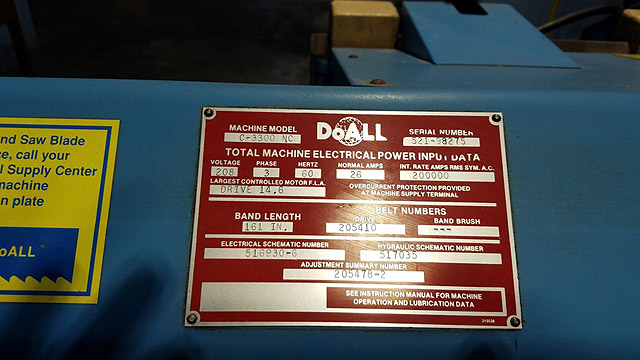 nd Saw Blade
e, call your
l Supply Center
machine
n plate
DoALL
MACHINE MODEL
C-3300 NC
DoALL
SERIAL NUMBER
521-98275
TOTAL MACHINE ELECTRICAL POWER INPUT DATA
VOLTAGE PHASE HERTZ NORMAL AMPS INT. RATE AMPS RMS SYM. A.C.
208 3 60 26 200000
LARGEST CONTROLLED MOTOR F.L.A.
DRIVE 14.6
OVERCURRENT PROTECTION PROVIDED
AT MACHINE SUPPLY TERMINAL
BELT NUMBERS
BAND LENGTH DRIVE BAND BRUSH
161 IN. 205410 ---
ELECTRICAL SCHEMATIC NUMBER HYDRAULIC SCHEMATIC NUMBER
516930-6 517035
ADJUSTMENT SUMMARY NUMBER
205478-2
SEE INSTRUCTION MANUAL FOR MACHINE
OPERATION AND LUBRICATION DATA